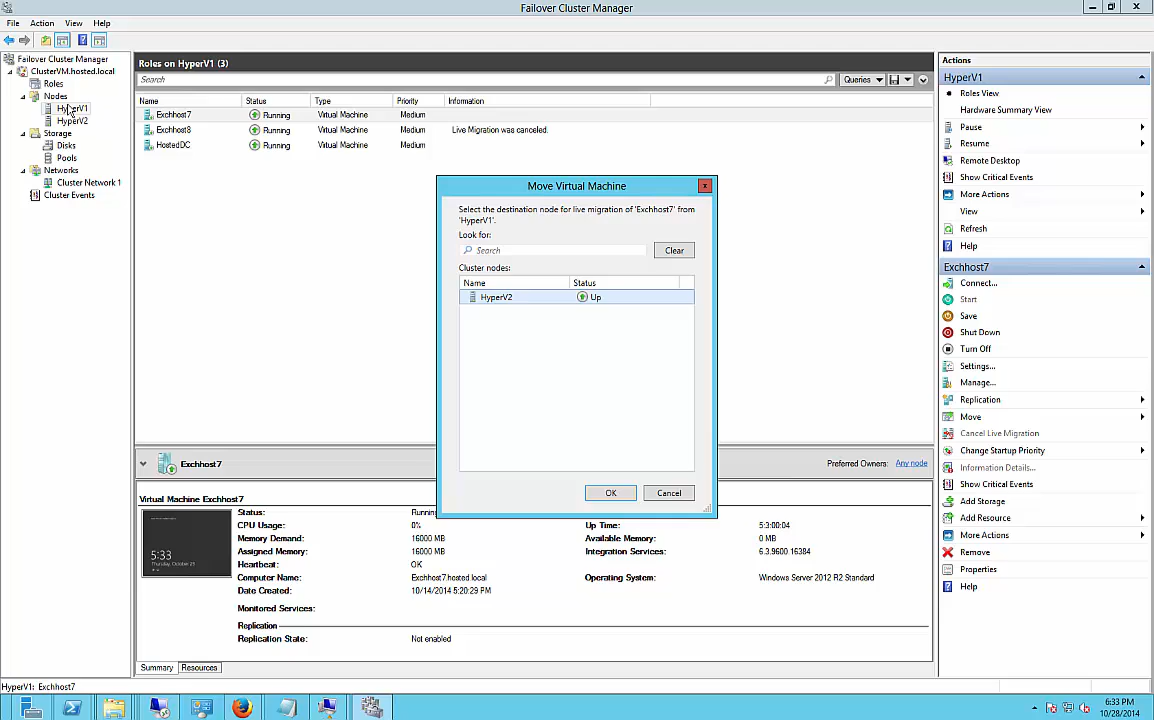 Failover Cluster Manager
File Action View Help
Failover Cluster Manager
ClusterVM.hosted.local
Roles
Nodes
HyperV1
HyperV2
Storage
Disks
Pools
Networks
Cluster Network 1
Cluster Events
Roles on HyperV1 (3)
Search
Queries
Name Status Type Priority Information
Exchhost7 Running Virtual Machine Medium
Exchhost8 Running Virtual Machine Medium Live Migration was canceled.
HostedDC Running Virtual Machine Medium
Move Virtual Machine
x
Select the destination node for live migration of 'Exchhost7' from
'HyperV1'.
Look for:
Search
Clear
Cluster nodes:
Name Status
HyperV2 Up
OK Cancel
Exchhost7
Preferred Owners: Any node
Virtual Machine Exchhost7
5:33
Status: Running
CPU Usage: 0%
Memory Demand: 16000 MB
Assigned Memory: 16000 MB
Heartbeat: OK
Computer Name: Exchhost7.hosted.local
Date Created: 10/14/2014 5:20:29 PM
Monitored Services:
Up Time: 5:3:00:04
Available Memory: 0 MB
Integration Services: 6.3.9600.16384
Operating System: Windows Server 2012 R2 Standard
Replication
Replication State: Not enabled
Summary Resources
Actions
HyperV1
Roles View
Hardware Summary View
Pause
Resume
Remote Desktop
Show Critical Events
More Actions
View
Refresh
Help
Exchhost7
Connect...
Start
Save
Shut Down
Turn Off
Settings...
Manage...
Replication
Move
Cancel Live Migration
Change Startup Priority
Information Details...
Show Critical Events
Add Storage
Add Resource
More Actions
Remove
Properties
Help
HyperV1: Exchhost7
6:33 PM
10/28/2014